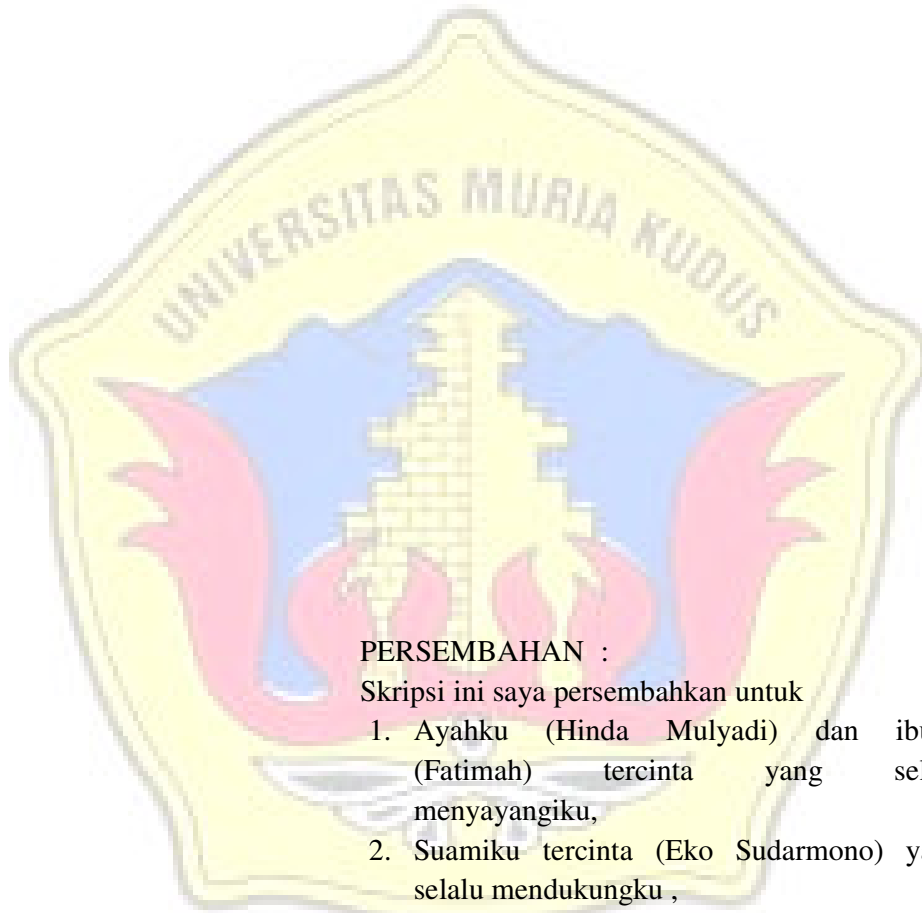 UNIVERSITAS MURIA KUDUS
PERSEMBAHAN :
Skripsi ini saya persembahkan untuk
1. Ayahku (Hinda Mulyadi) dan
(Fatimah) tercinta yang
menyayangiku,
2. Suamiku tercinta (Eko Sudarmono)
selalu mendukungku ,